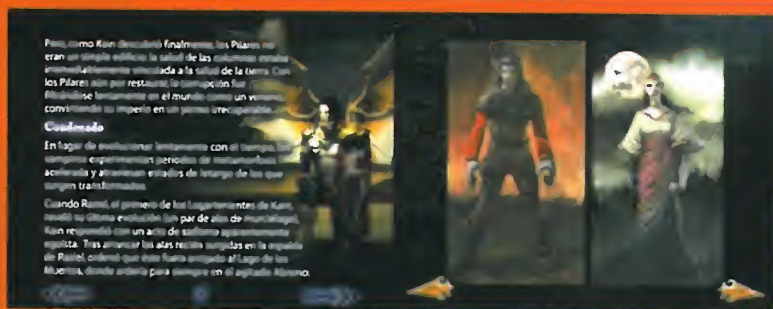 Pero, como Kain descubrió finalmente, los Pilares no
eran un simple edificio: la salud de las columnas estaba
irremediablemente vinculada a la salud de la tierra. Con
los Pilares aún por restaurar, la corrupción fue
filtrándose lentamente en el mundo como un veneno,
convirtiendo su imperio en un yermo irrecuperable.
Condenado
En lugar de evolucionar lentamente con el tiempo, los
vampiros experimentan periodos de metamorfosis
acelerada y atraviesan estados de letargo de los que
surgen transformados.
Cuando Raziel, el primero de los Lugartenientes de Kain,
reveló su última evolución (un par de alas de murciélago),
Kain respondió con un acto de sadismo aparentemente
egoísta. Tras arrancar las alas recién surgidas en la espalda
de Raziel, ordenó que éste fuera arrojado al Lago de los
Muertos, donde ardería para siempre en el agitado Abismo.